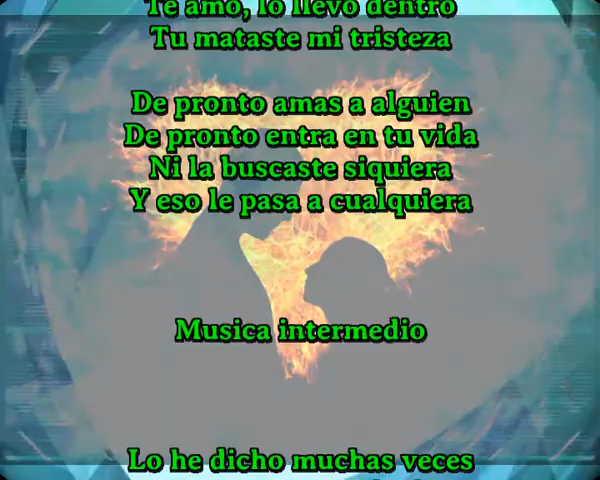 Te amo, lo llevo dentro
Tu mataste mi tristeza
De pronto amas a alguien
De pronto entra en tu vida
Ni la buscaste siquiera
Y eso le pasa a cualquiera
Musica intermedio
Lo he dicho muchas veces